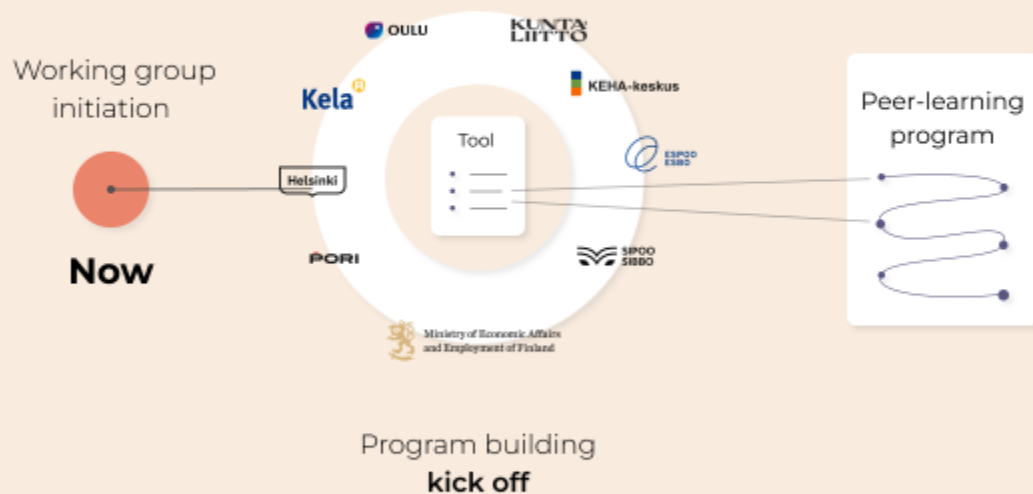 OULU
KUNTA
LIITTO
Working group
initiation
Kela
KEHA-keskus
Peer-learning
program
Tool
ESPOO
ESBO
Helsinki
PORI
SIPOO
SIBBO
Now
Ministry of Economic Affairs
and Employment of Finland
Program building
kick off